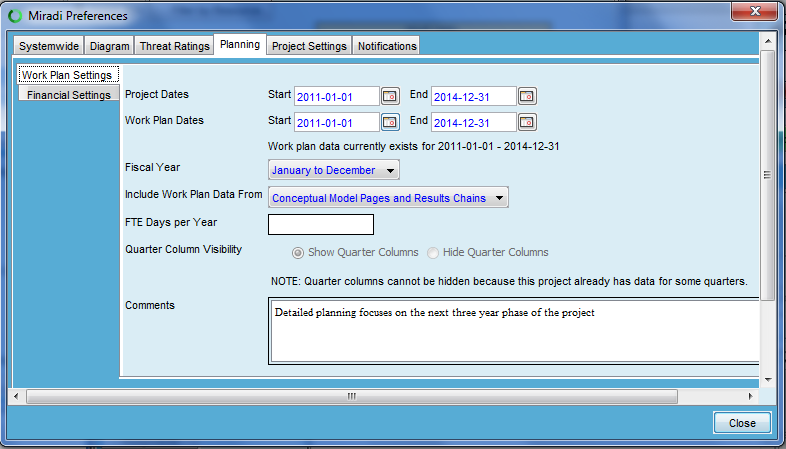 Miradi Preferences
Systemwide Diagram Threat Ratings Planning Project Settings Notifications
Work Plan Settings
Financial Settings
Project Dates Start 2011-01-01 End 2014-12-31
Work Plan Dates Start 2011-01-01 End 2014-12-31
Work plan data currently exists for 2011-01-01 - 2014-12-31
Fiscal Year January to December
Include Work Plan Data From Conceptual Model Pages and Results Chains
FTE Days per Year
Quarter Column Visibility Show Quarter Columns Hide Quarter Columns
NOTE: Quarter columns cannot be hidden because this project already has data for some quarters.
Comments Detailed planning focuses on the next three year phase of the project
Close